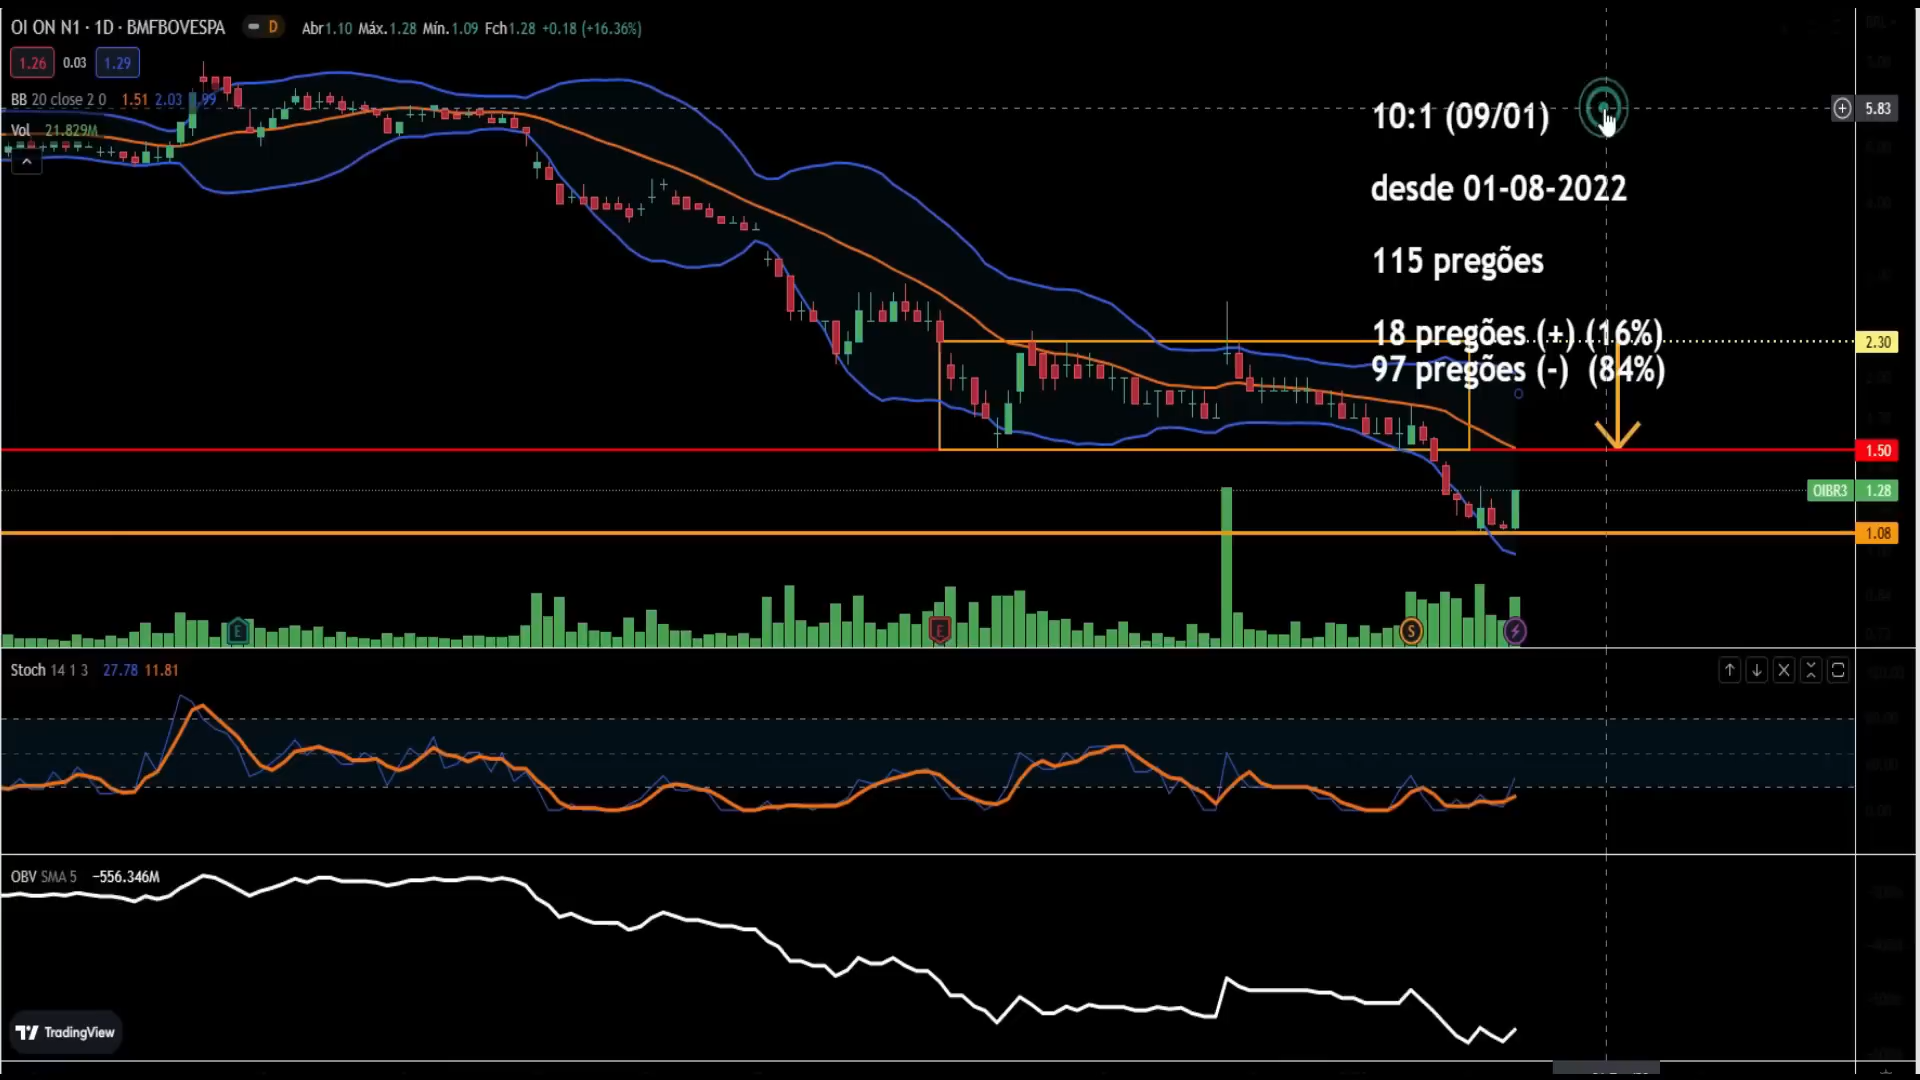 OI ON N1 · 1D · BMFBOVESPA D Abr1.10 Máx.1.28 Mín.1.09 Fch1.28 +0.18 (+16.36%)
1.26 0.03 1.29
BB 20 close 2 0 1.51 2.03 .99
Vol 21.829M
10:1 (09/01)
5.83
desde 01-08-2022
115 pregões
18 pregões (+) (16%)
2.30
97 pregões (-) (84%)
1.50
OIBR3 1.28
1.08
E E S
Stoch 14 1 3 27.78 11.81
OBV SMA 5 −556.346M
TradingView